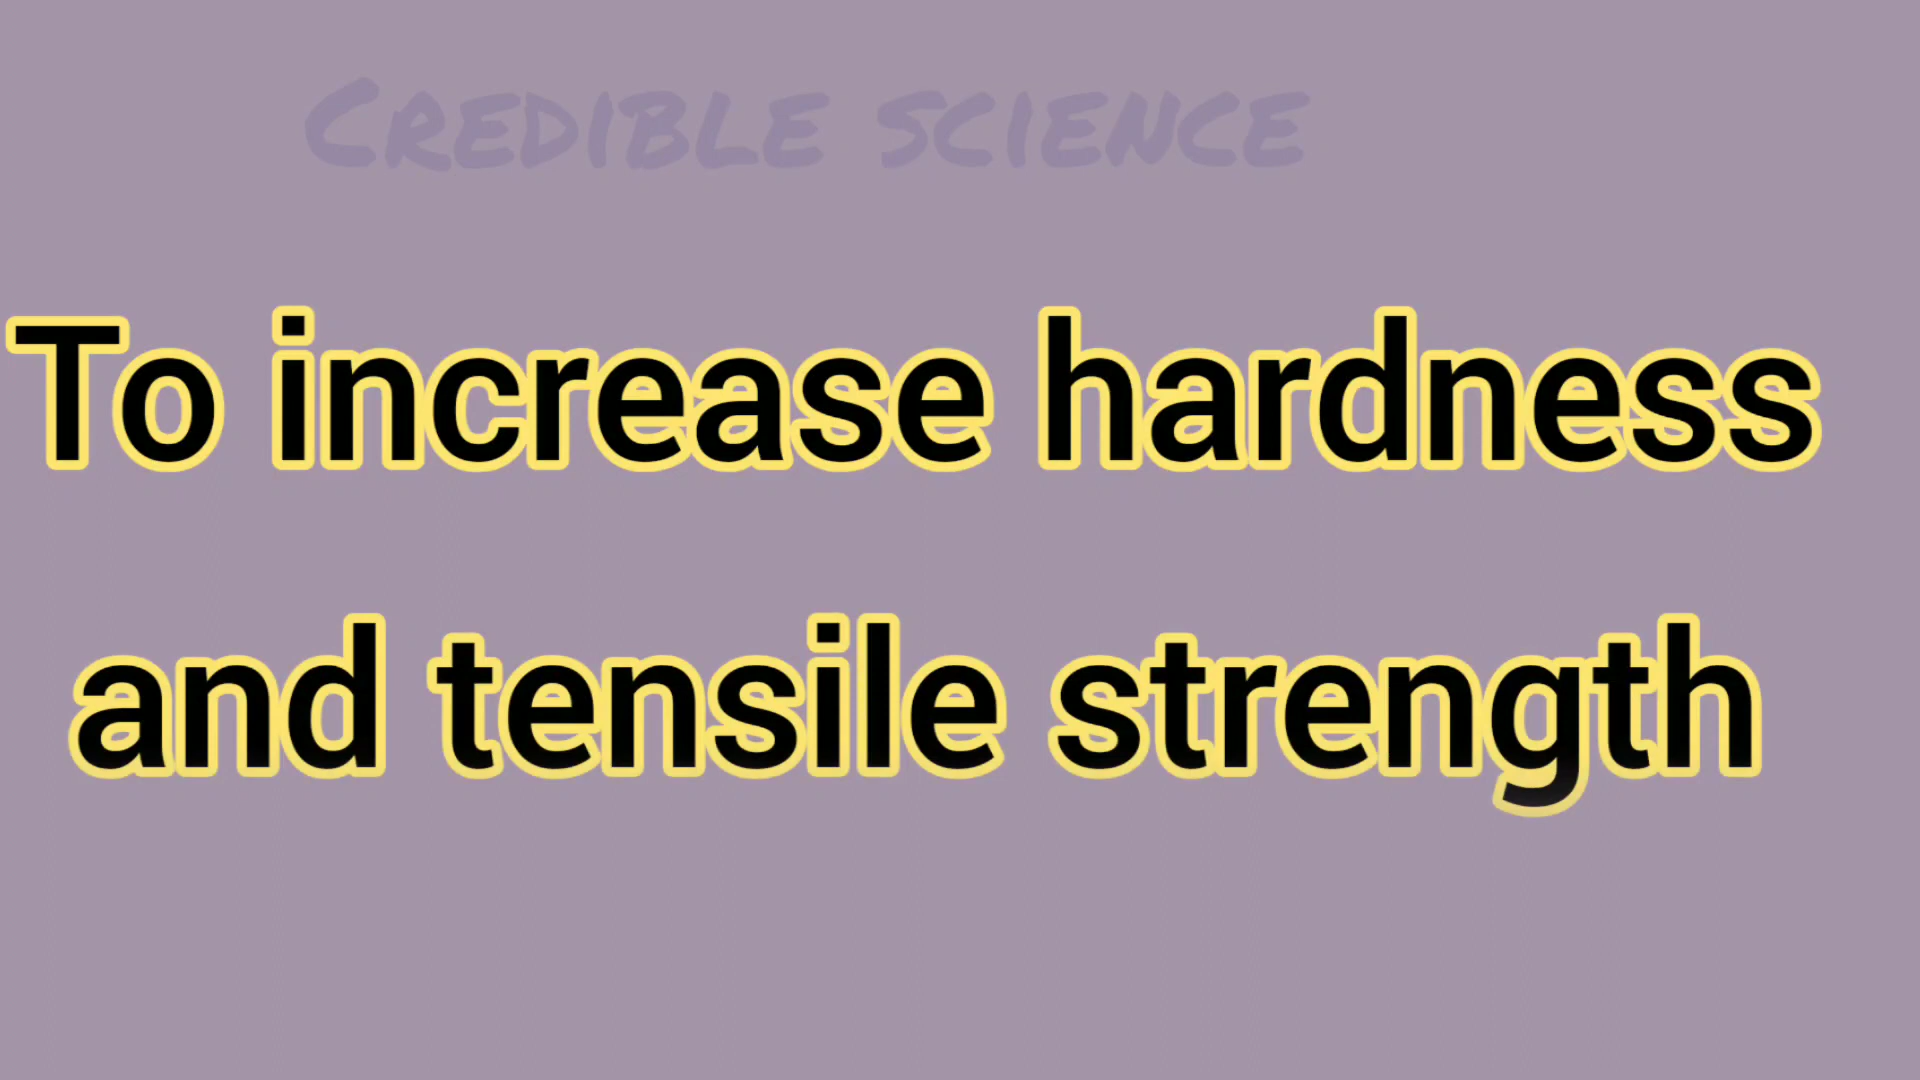 Credible science
To increase hardness
and tensile strength